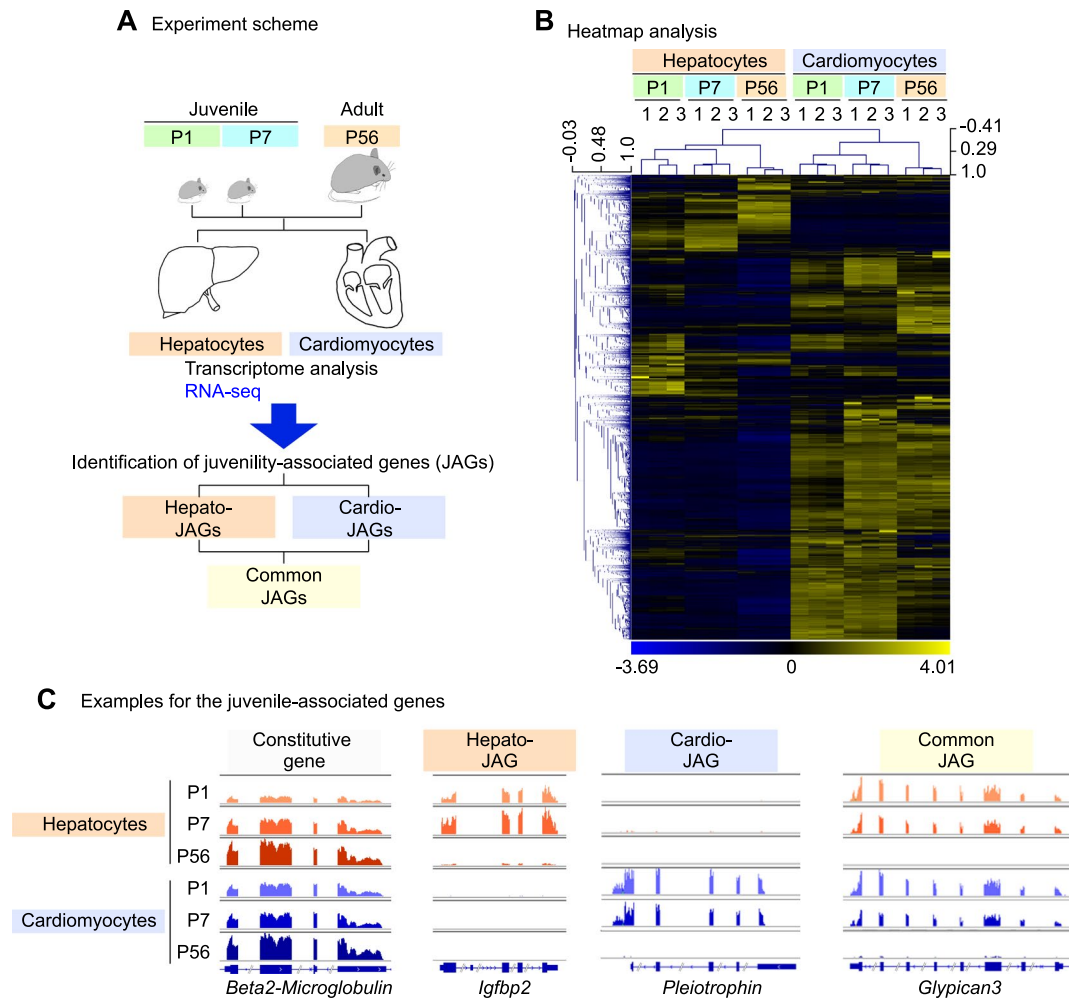 A Experiment scheme
Juvenile Adult
P1 P7 P56
Hepatocytes Cardiomyocytes
Transcriptome analysis
RNA-seq
Identification of juvenility-associated genes (JAGs)
Hepato-
JAGs
Cardio-
JAGs
Common
JAGs
B Heatmap analysis
Hepatocytes Cardiomyocytes
P1 P7 P56 P1 P7 P56
1 2 3 1 2 3 1 2 3 1 2 3 1 2 3 1 2 3
-0.03 0.48 1.0
-0.41
0.29
1.0
-3.69 0 4.01
C Examples for the juvenile-associated genes
Constitutive
gene
Hepato-
JAG
Cardio-
JAG
Common
JAG
Hepatocytes
P1
P7
P56
Cardiomyocytes
P1
P7
P56
Beta2-Microglobulin Igfbp2 Pleiotrophin Glypican3